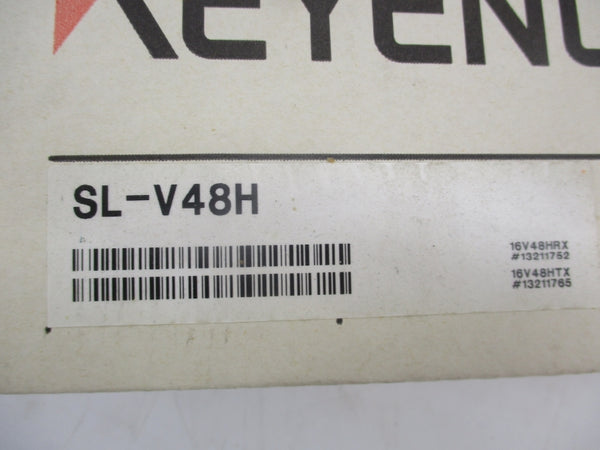 KEYENC
SL-V48H
16V48HRX
#13211752
16V48HTX
#13211765